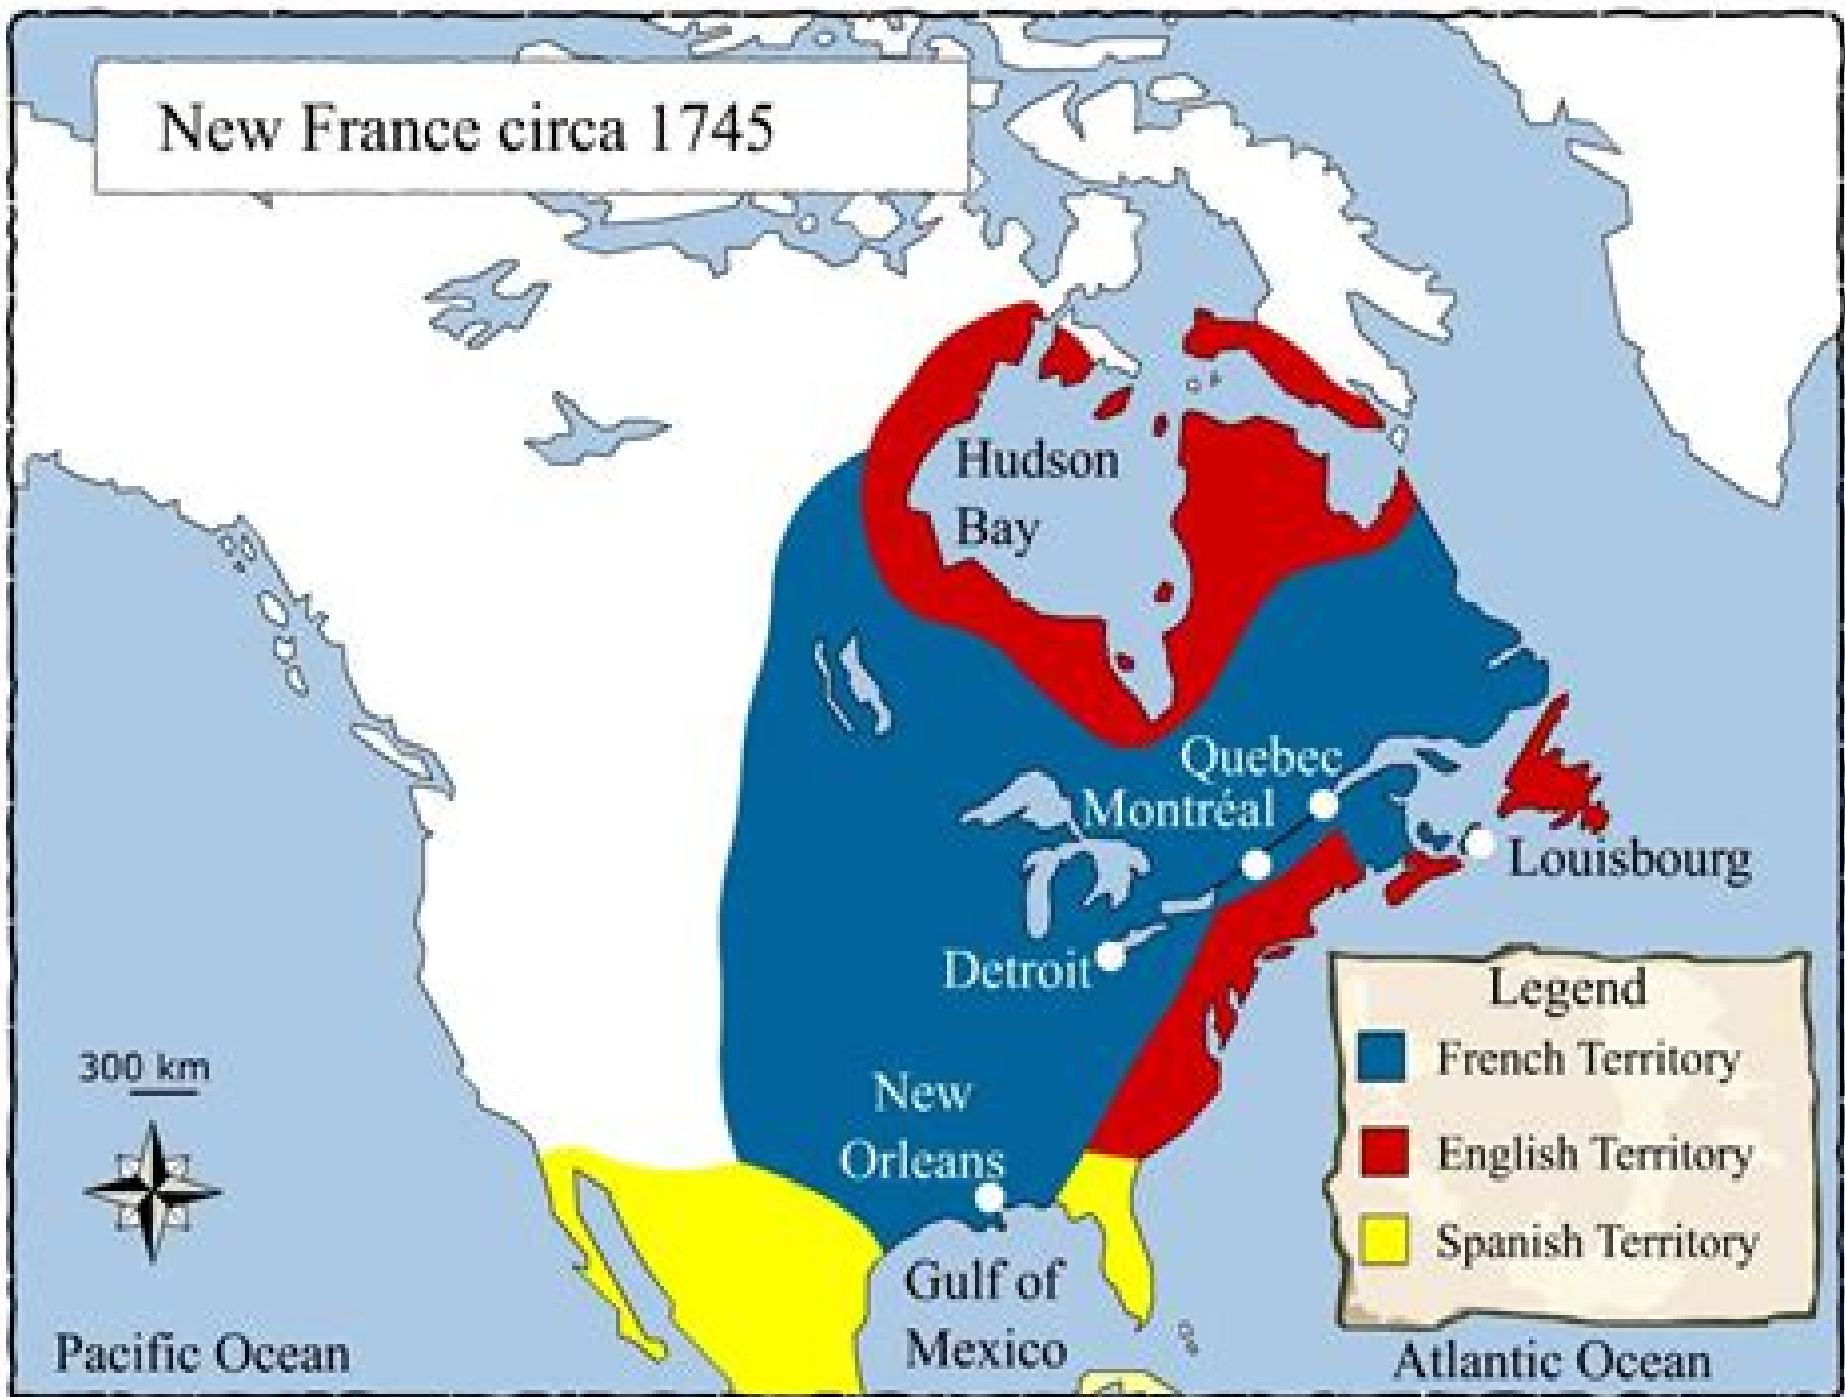 New France circa 1745
Hudson
Bay
Quebec
Montréal
Louisbourg
Detroit
Legend
French Territory
English Territory
Spanish Territory
300 km
New
Orleans
Gulf of
Mexico
Pacific Ocean
Atlantic Ocean